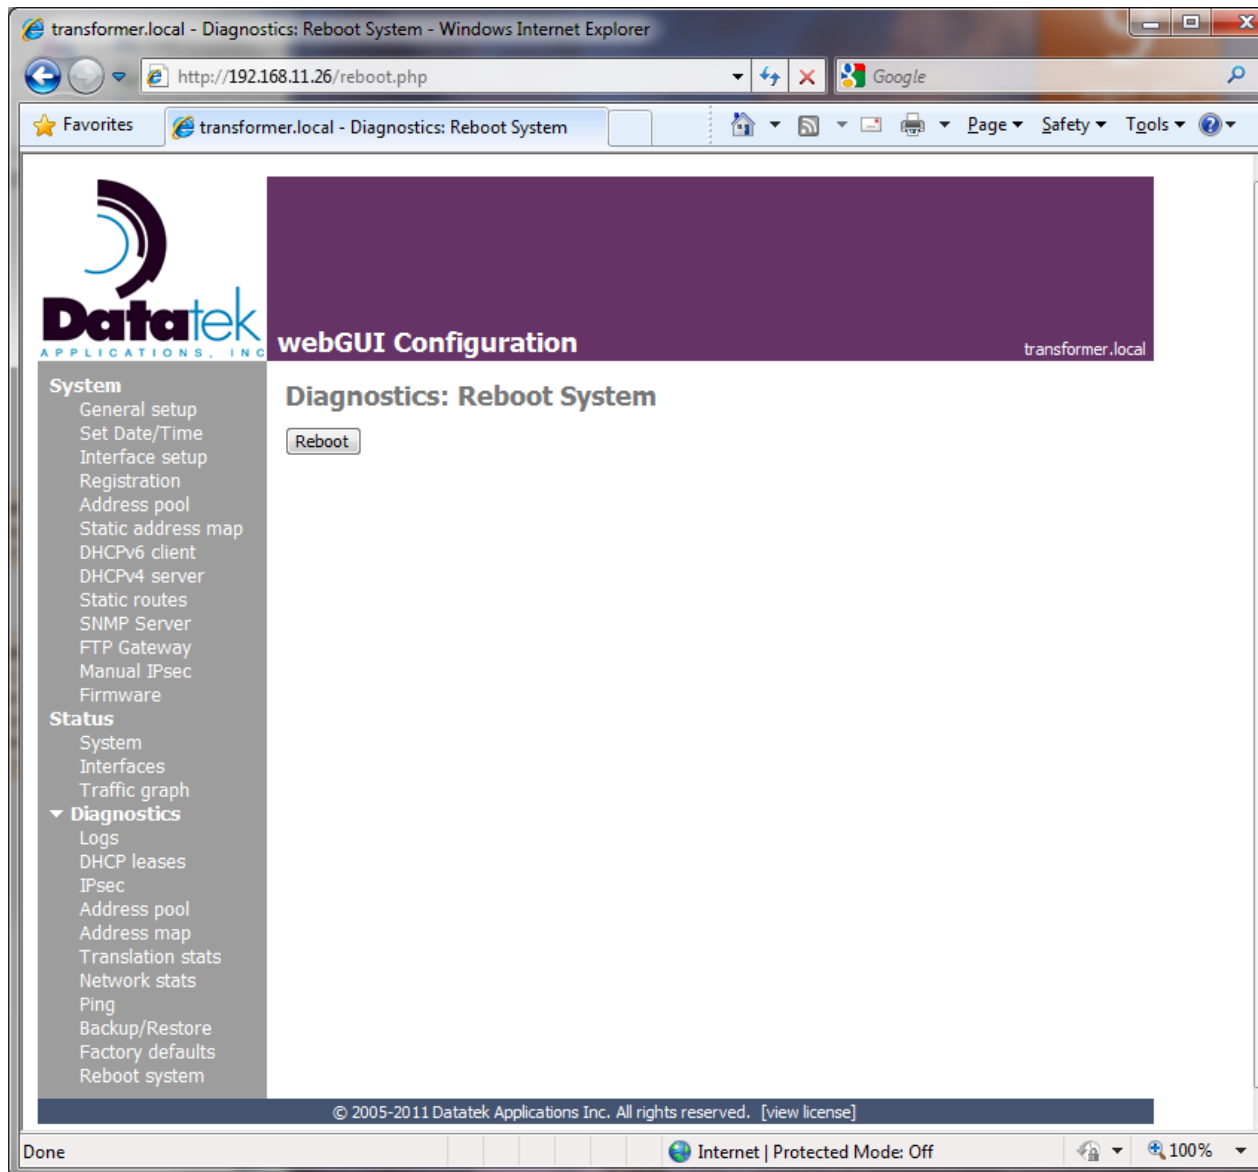 transformer.local - Diagnostics: Reboot System - Windows Internet Explorer
http://192.168.11.26/reboot.php
Google
Favorites
transformer.local - Diagnostics: Reboot System
Page
Safety
Tools
Datatek
APPLICATIONS, INC
webGUI Configuration
transformer.local
System
General setup
Set Date/Time
Interface setup
Registration
Address pool
Static address map
DHCPv6 client
DHCPv4 server
Static routes
SNMP Server
FTP Gateway
Manual IPsec
Firmware
Status
System
Interfaces
Traffic graph
Diagnostics
Logs
DHCP leases
IPsec
Address pool
Address map
Translation stats
Network stats
Ping
Backup/Restore
Factory defaults
Reboot system
Diagnostics: Reboot System
Reboot
© 2005-2011 Datatek Applications Inc. All rights reserved. [view license]
Done
Internet | Protected Mode: Off
100%